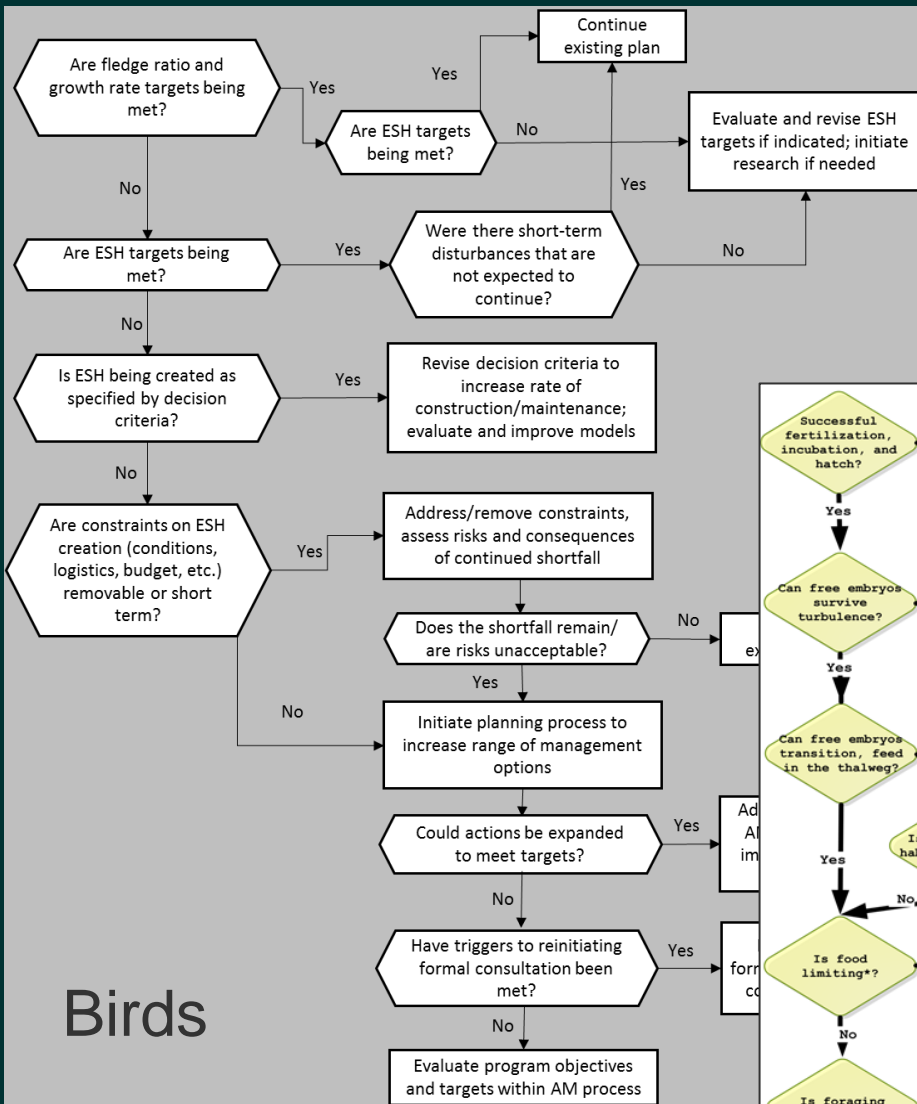 Continue
existing plan
Are fledge ratio and
growth rate targets being
met?
Yes
Yes
Are ESH targets
being met?
No
Evaluate and revise ESH
targets if indicated; initiate
research if needed
No
Yes
Are ESH targets being
met?
Yes
Were there short-term
disturbances that are
not expected to
continue?
No
No
Is ESH being created as
specified by decision
criteria?
Yes
Revise decision criteria to
increase rate of
construction/maintenance;
evaluate and improve models
No
Are constraints on ESH
creation (conditions,
logistics, budget, etc.)
removable or short
term?
Yes
Address/remove constraints,
assess risks and consequences
of continued shortfall
Does the shortfall remain/
are risks unacceptable?
No
Yes
No
Initiate planning process to
increase range of management
options
Could actions be expanded
to meet targets?
Yes
No
Have triggers to reinitiating
formal consultation been
met?
Yes
No
Evaluate program objectives
and targets within AM process
Birds
Successful
fertilization,
incubation, and
hatch?
Yes
Can free embryos
survive
turbulence?
Yes
Can free embryos
transition, feed
in the thalweg?
Yes
No
Is food
limiting*?
No
Is foraging